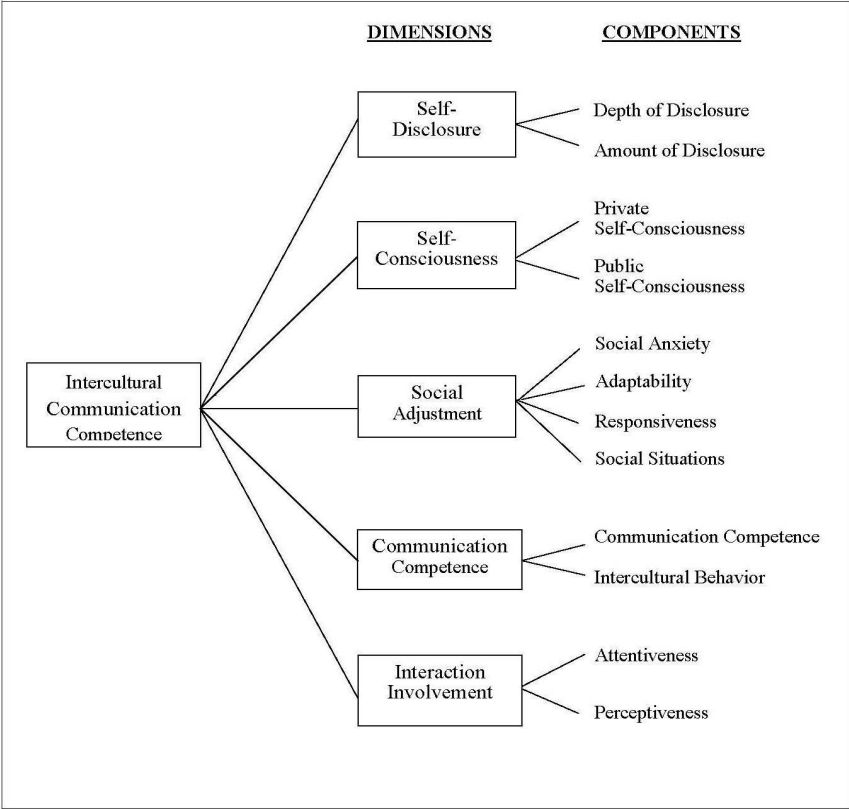 DIMENSIONS COMPONENTS
Self-
Disclosure
Depth of Disclosure
Amount of Disclosure
Self-
Consciousness
Private
Self-Consciousness
Public
Self-Consciousness
Intercultural
Communication
Competence
Social
Adjustment
Social Anxiety
Adaptability
Responsiveness
Social Situations
Communication
Competence
Communication Competence
Intercultural Behavior
Interaction
Involvement
Attentiveness
Perceptiveness